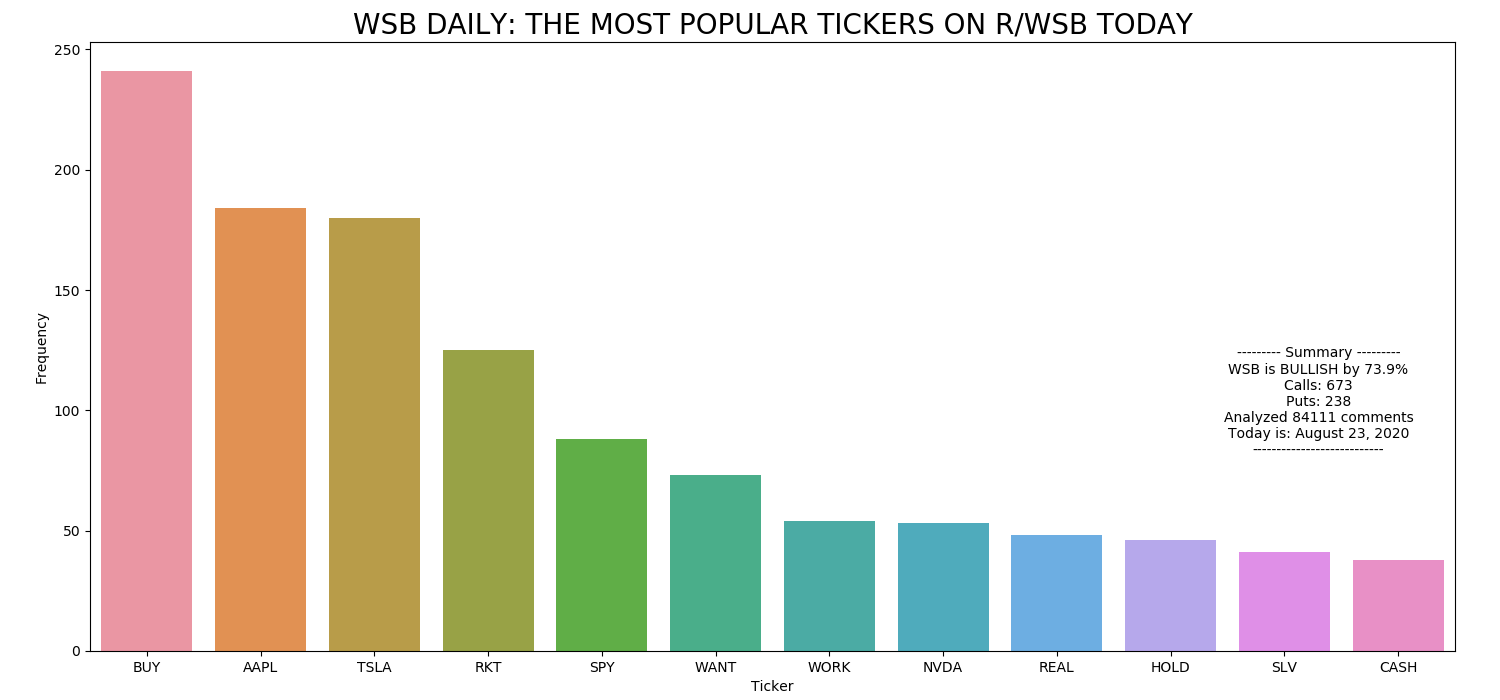 WSB DAILY: THE MOST POPULAR TICKERS ON R/WSB TODAY
250
200
150
100
50
0
Frequency
--------- Summary ---------
WSB is BULLISH by 73.9%
Calls: 673
Puts: 238
Analyzed 84111 comments
Today is: August 23, 2020
---------------------------
BUY AAPL TSLA RKT SPY WANT WORK NVDA REAL HOLD SLV CASH
Ticker